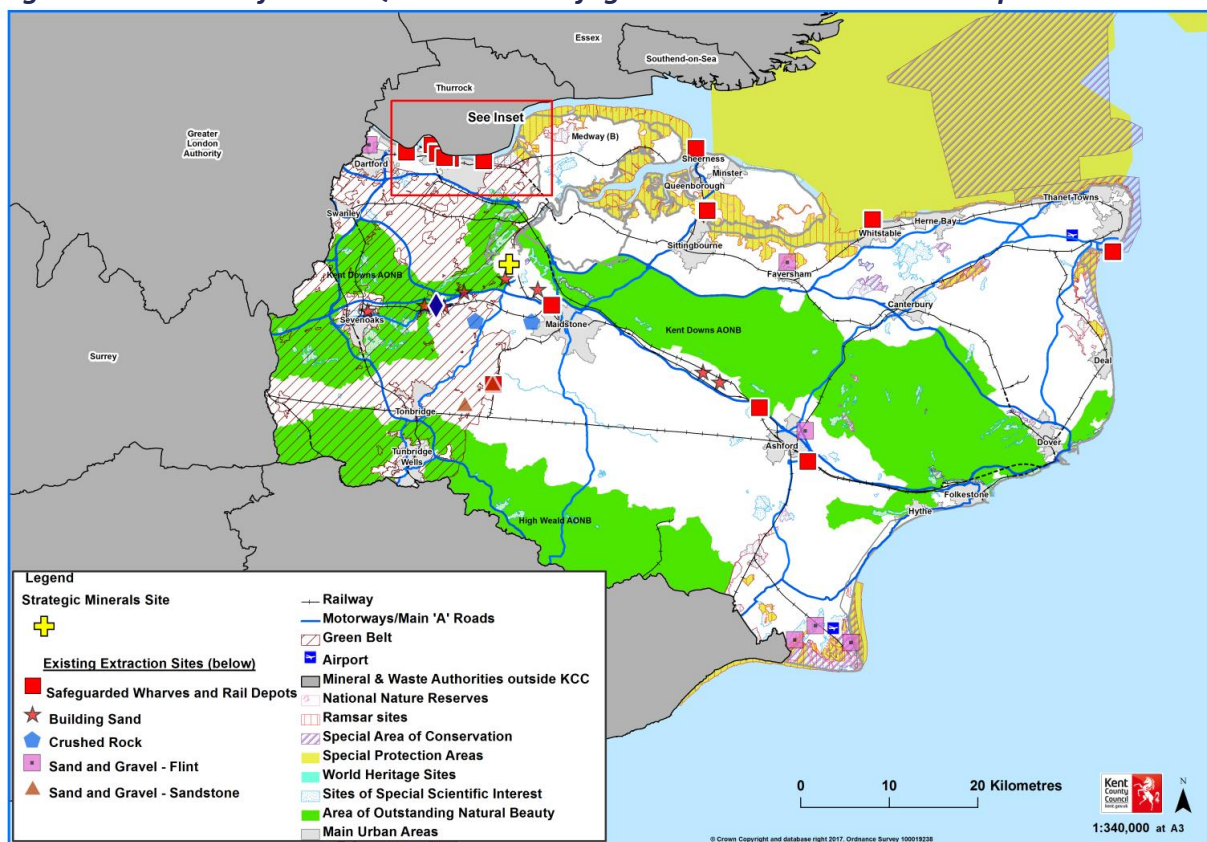 Essex
Southend-on-Sea
Thurrock
See Inset
Greater
London
Authority
Medway (B)
Dartford
Sheerness
Minster
Queenborough
Thanet Towns
Swanley
Herne Bay
Whitstable
Sittingbourne
Faversham
Kent Downs AONB
Canterbury
Sevenoaks
Maidstone
Kent Downs AONB
Surrey
Deal
Tonbridge
Ashford
Dover
Tunbridge
Wells
Folkestone
Hythe
High Weald AONB
Legend
Strategic Minerals Site
Existing Extraction Sites (below)
Safeguarded Wharves and Rail Depots
Building Sand
Crushed Rock
Sand and Gravel - Flint
Sand and Gravel - Sandstone
Railway
Motorways/Main 'A' Roads
Green Belt
Airport
Mineral & Waste Authorities outside KCC
National Nature Reserves
Ramsar sites
Special Area of Conservation
Special Protection Areas
World Heritage Sites
Sites of Special Scientific Interest
Area of Outstanding Natural Beauty
Main Urban Areas
0 10 20 Kilometres
Kent
County
Council
kent.gov.uk
N
1:340,000 at A3
© Crown Copyright and database right 2017. Ordnance Survey 100019238